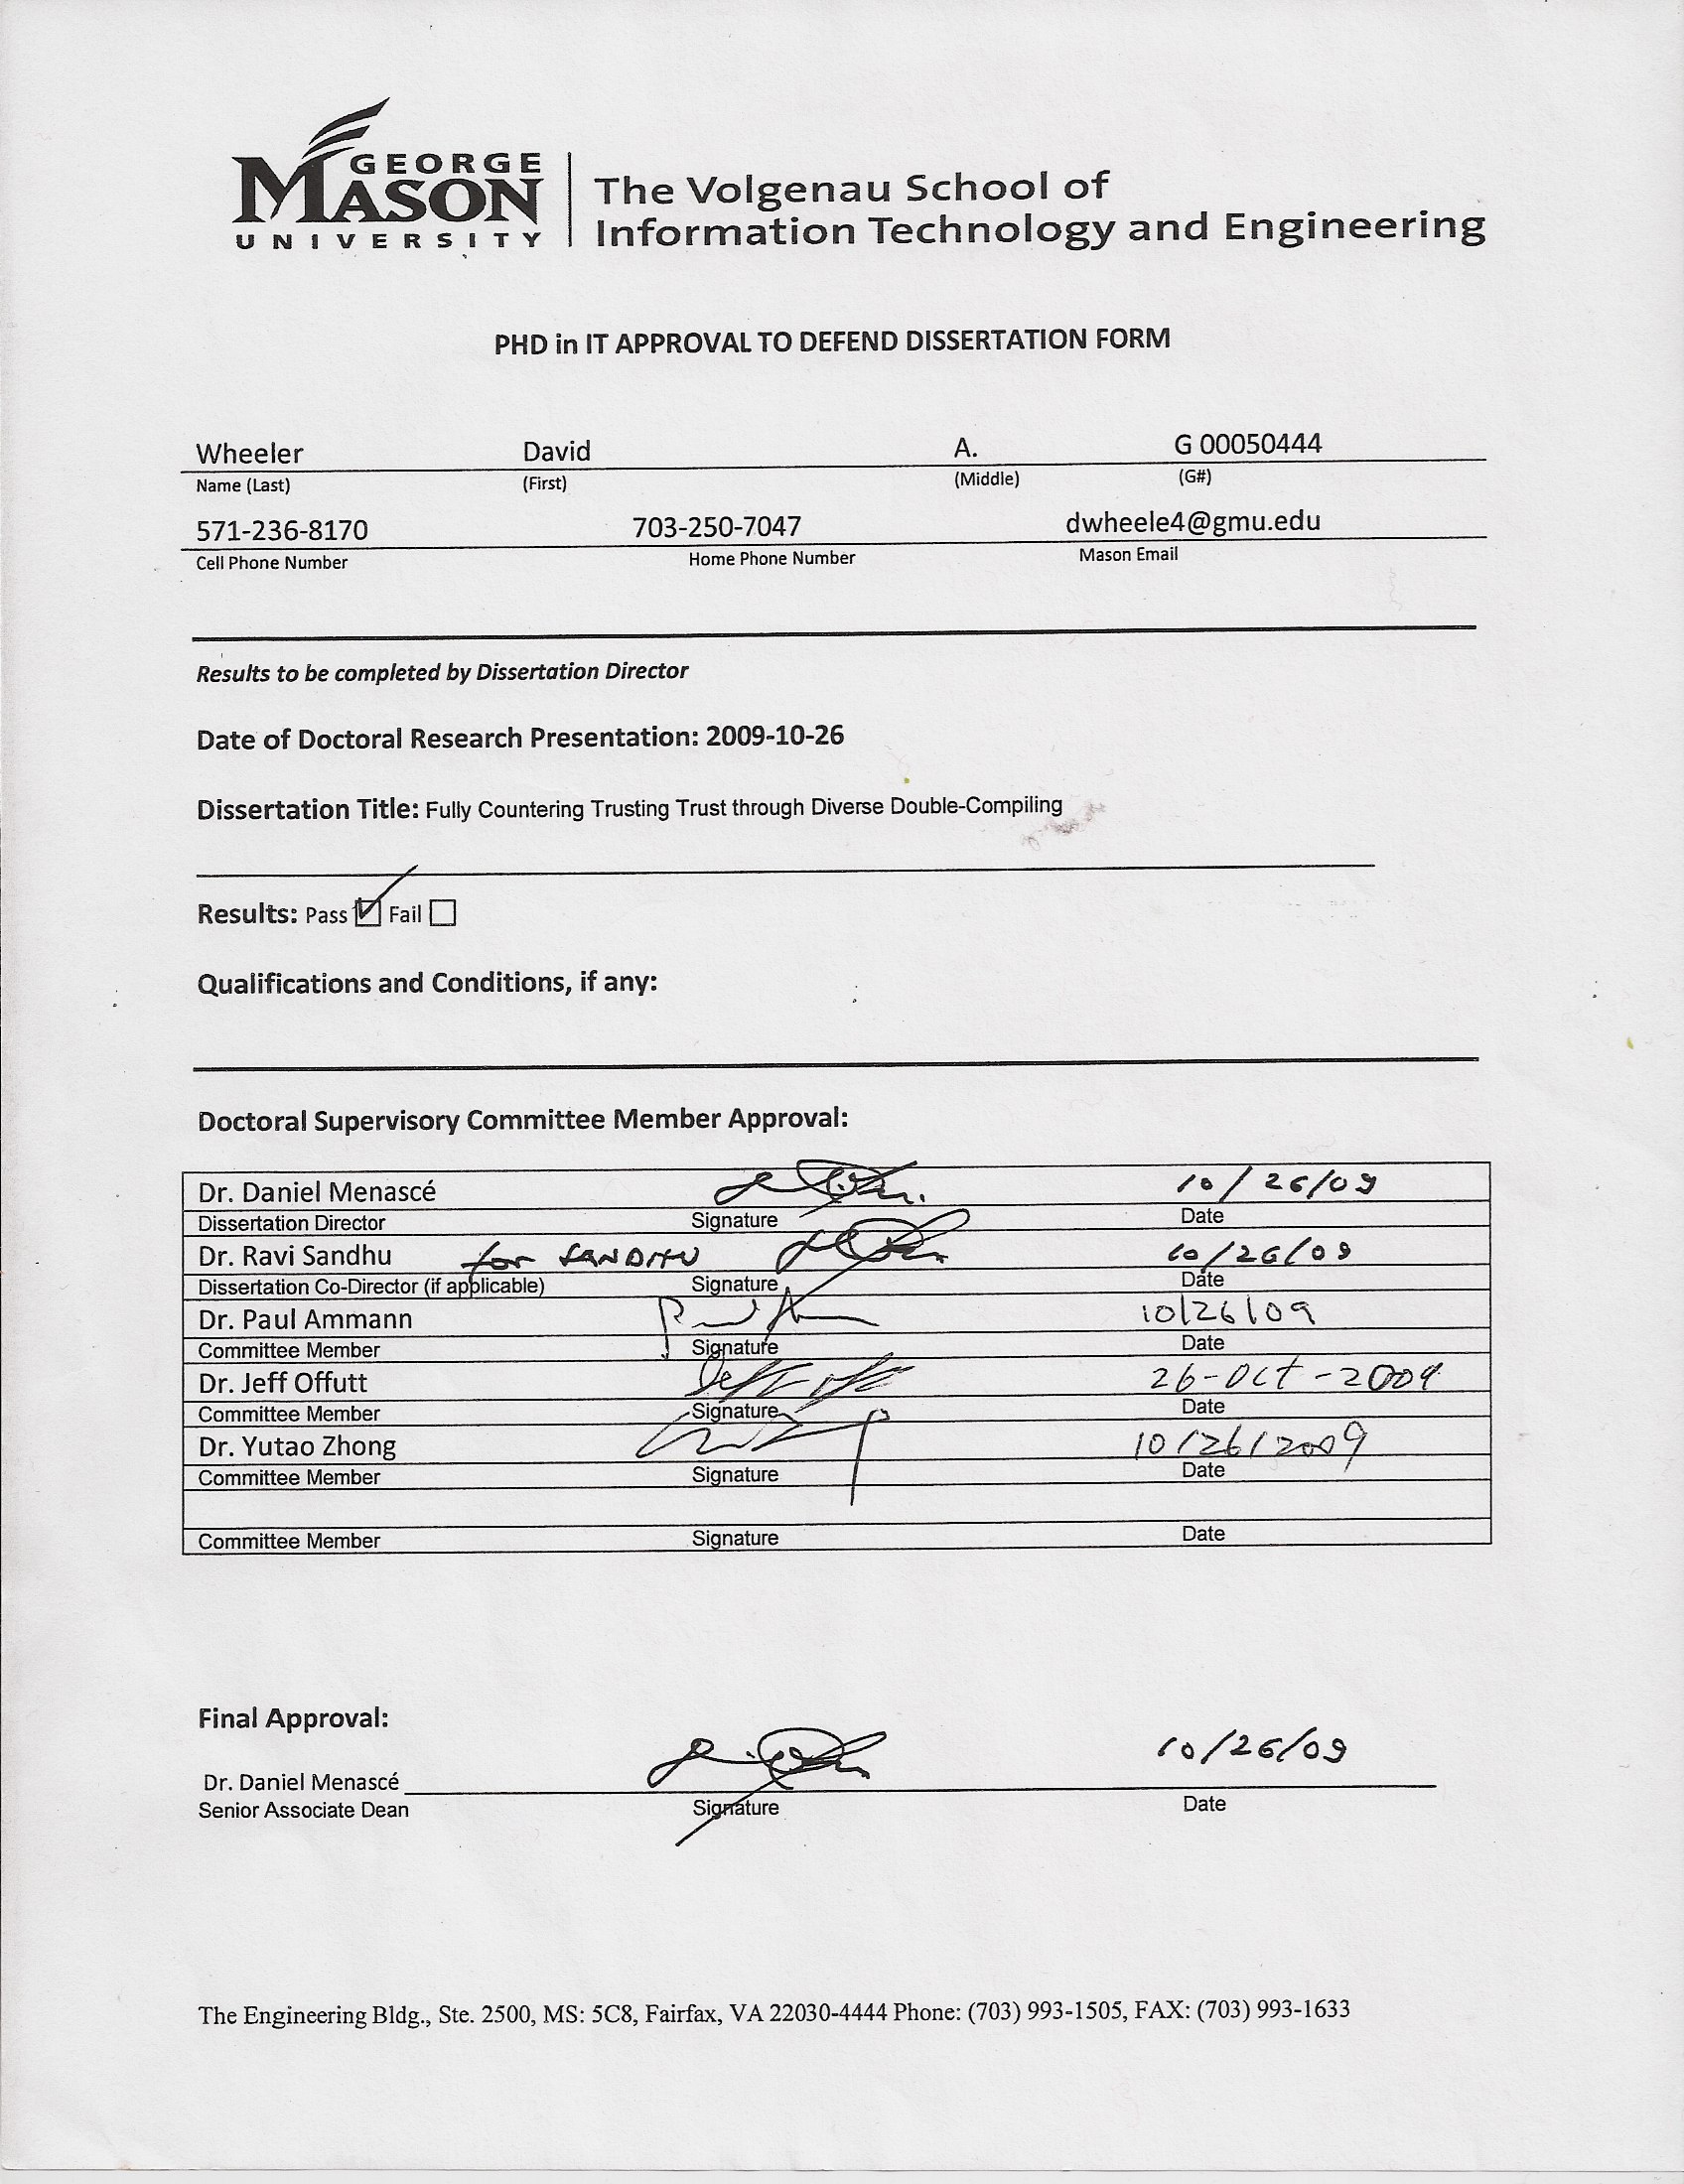 GEORGE
MASON
UNIVERSITY
The Volgenau School of
Information Technology and Engineering
PHD in IT APPROVAL TO DEFEND DISSERTATION FORM
Wheeler David A. G 00050444
Name (Last) (First) (Middle) (G#)
571-236-8170 703-250-7047 dwheele4@gmu.edu
Cell Phone Number Home Phone Number Mason Email
Results to be completed by Dissertation Director
Date of Doctoral Research Presentation: 2009-10-26
Dissertation Title: Fully Countering Trusting Trust through Diverse Double-Compiling
Results: Pass Fail
Qualifications and Conditions, if any:
Doctoral Supervisory Committee Member Approval:
Dr. Daniel Menascé 10/26/09
Dissertation Director Signature Date
Dr. Ravi Sandhu for SANDHU 10/26/09
Dissertation Co-Director (if applicable) Signature Date
Dr. Paul Ammann 10/26/09
Committee Member Signature Date
Dr. Jeff Offutt 26-Oct-2009
Committee Member Signature Date
Dr. Yutao Zhong 10/26/2009
Committee Member Signature Date
Committee Member Signature Date
Final Approval:
10/26/09
Dr. Daniel Menascé
Senior Associate Dean Signature Date
The Engineering Bldg., Ste. 2500, MS: 5C8, Fairfax, VA 22030-4444 Phone: (703) 993-1505, FAX: (703) 993-1633